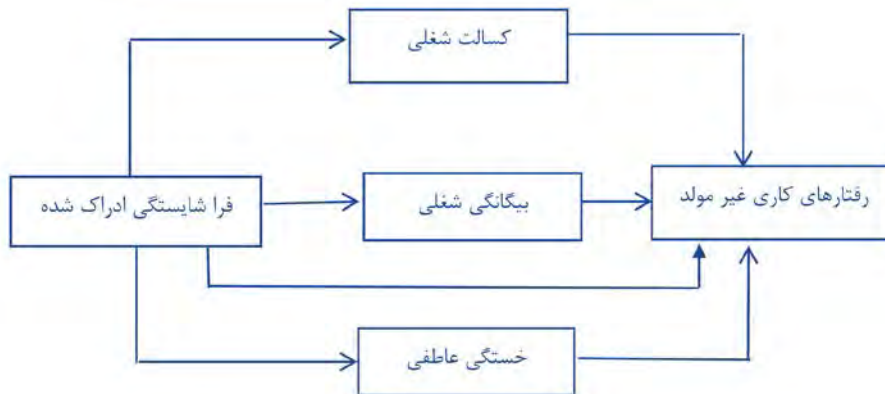 کسالت شغلی
فرا شایستگی ادراک شده
بیگانگی شغلی
رفتارهای کاری غیر مولد
خستگی عاطفی